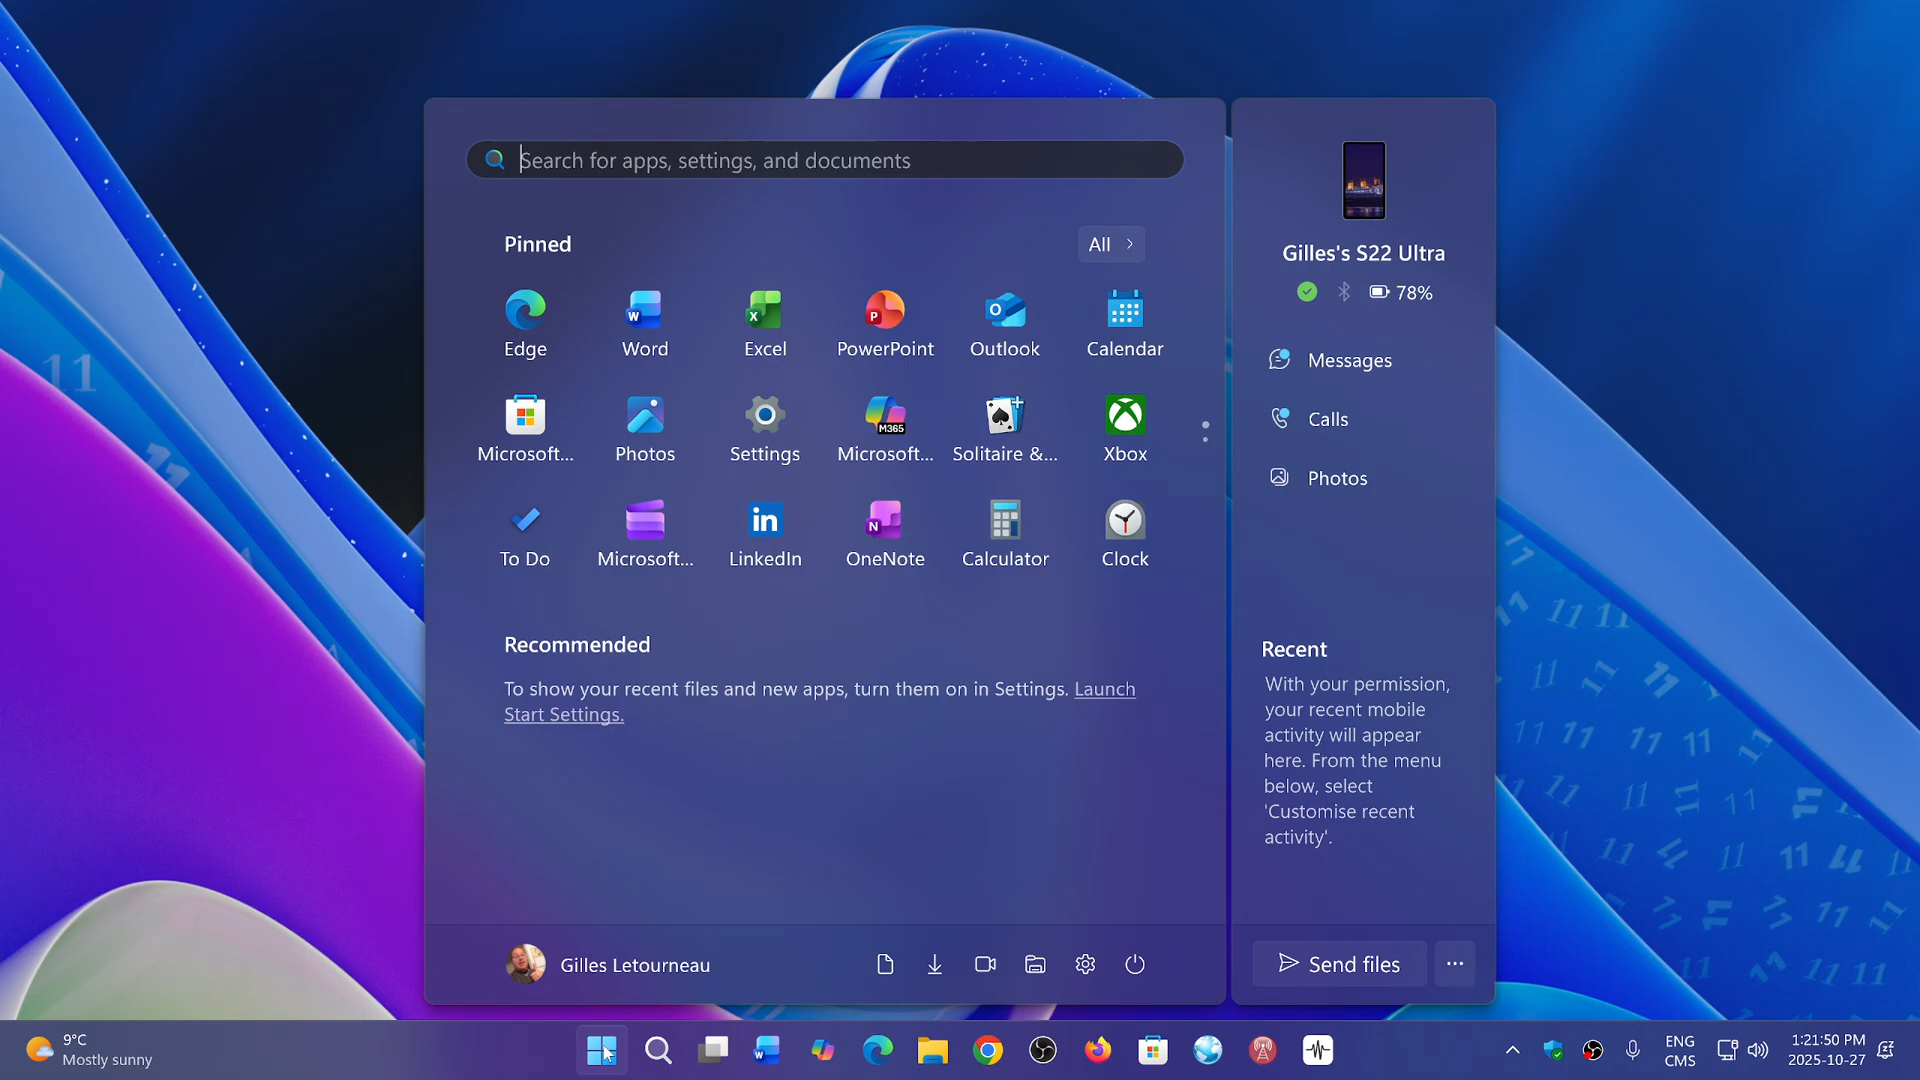 Search for apps, settings, and documents
Pinned
All
Edge
Word
Excel
PowerPoint
Outlook
Calendar
Microsoft...
Photos
Settings
M365
Microsoft...
Solitaire &...
Xbox
To Do
Microsoft...
LinkedIn
OneNote
Calculator
Clock
Recommended
To show your recent files and new apps, turn them on in Settings. Launch
Start Settings.
Gilles Letourneau
Gilles's S22 Ultra
78%
Messages
Calls
Photos
Recent
With your permission,
your recent mobile
activity will appear
here. From the menu
below, select
'Customise recent
activity'.
Send files
9°C
Mostly sunny
ENG
CMS
1:21:50 PM
2025-10-27